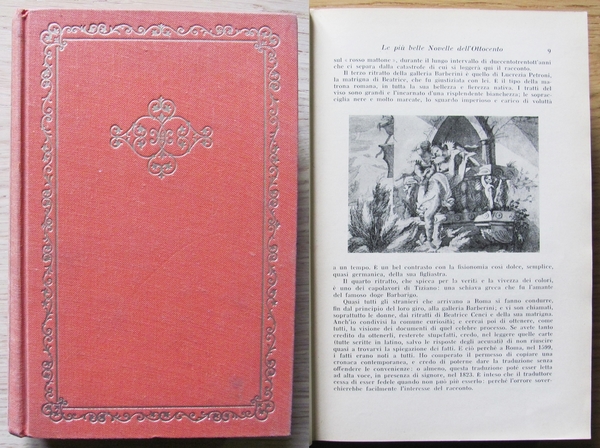 Le più belle Novelle dell'Ottocento 9
sul « rosso mattone », durante il lungo intervallo di duecentotrentatt'anni
che ci separa dalla catastrofe di cui si leggerà qui il racconto.
Il terzo ritratto della galleria Barberini è quello di Lucrezia Petroni,
la matrigna di Beatrice, che fu giustiziata con lei. È il tipo della ma-
trona romana, in tutta la sua bellezza e fierezza nativa. I tratti del
viso sono grandi e l'incarnato d'una risplendente bianchezza; le soprac-
ciglia nere e molto marcate, lo sguardo imperioso e carico di voluttà
a un tempo. È un bel contrasto con la fisionomia così dolce, semplice,
quasi germanica, della sua figliastra.
Il quarto ritratto, che spicca per la verità e la vivezza dei colori,
è uno dei capolavori di Tiziano: una schiava greca che fu l'amante
del famoso doge Barbarigo.
Quasi tutti gli stranieri che arrivano a Roma si fanno condurre,
fin dal principio del loro giro, alla galleria Barberini; e vi son chiamati,
soprattutto le donne, dai ritratti di Beatrice Cenci e della sua matrigna.
Anch'io condivisi la comune curiosità; e cercai poi di ottenere, come
tutti, la visione dei documenti di quel celebre processo. Se avete tanto
credito da ottenerli, resterete stupefatti, credo, nel leggere quelle carte
(tutte scritte in latino, salvo le risposte degli accusati) di non riuscire
quasi a trovarvi la spiegazione dei fatti. E ciò perchè a Roma, nel 1599,
i fatti erano noti a tutti. Ho comperato il permesso di copiare una
cronaca contemporanea, e credo di poterne dare la traduzione senza
offendere le convenienze: o almeno, questa traduzione poté esser letta
ad alta voce, in presenza di signore, nel 1823. È inteso che il traduttore
cessa di esser fedele quando non può più esserlo: perchè l'orrore sover-
chierebbe facilmente l'interesse del racconto.